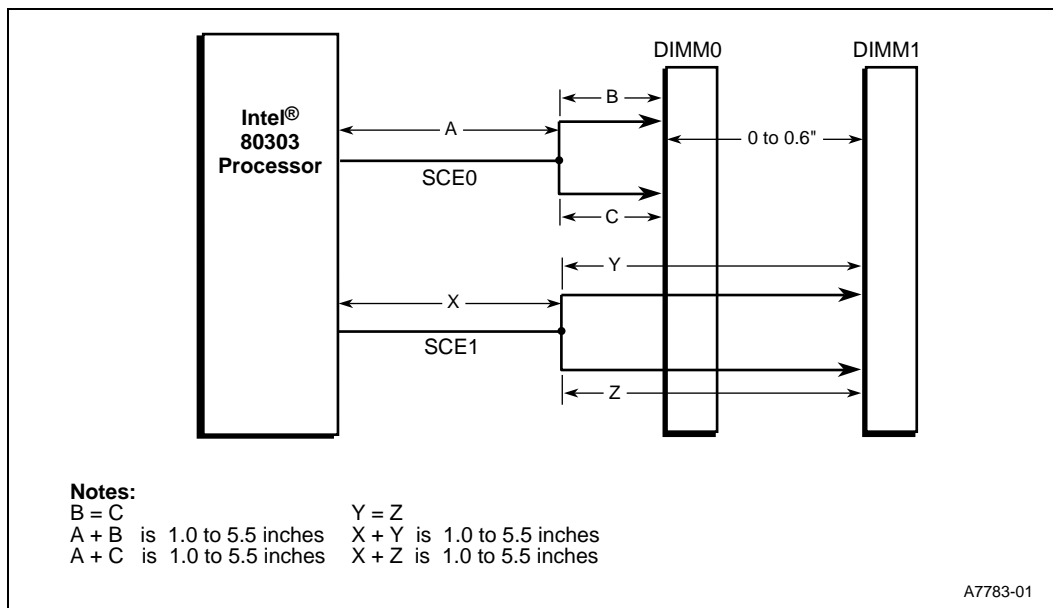 DIMM0
DIMM1
Intel®
80303
Processor
B
A
0 to 0.6"
SCE0
C
Y
X
SCE1
Z
Notes:
B = C Y = Z
A + B is 1.0 to 5.5 inches X + Y is 1.0 to 5.5 inches
A + C is 1.0 to 5.5 inches X + Z is 1.0 to 5.5 inches
A7783-01